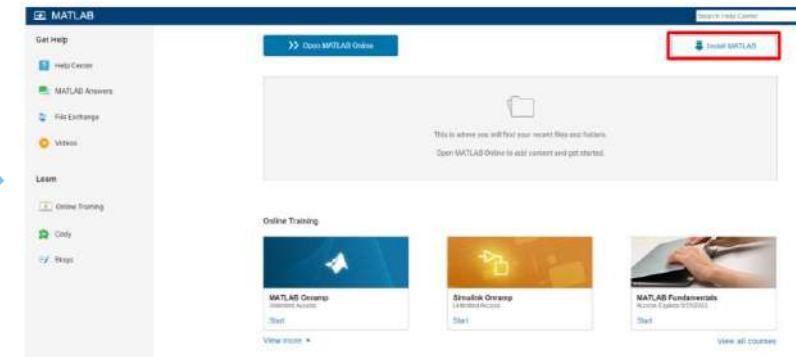 MATLAB
Search Help Center
Get Help
Help Center
MATLAB Answers
File Exchange
Videos
Learn
Online Training
Cody
Blogs
Open MATLAB Online
Install MATLAB
This is where you will find your recent files and folders.
Open MATLAB Online to add content and get started.
Online Training
MATLAB Onramp
Unlimited Access
Start
Simulink Onramp
Unlimited Access
Start
MATLAB Fundamentals
Start
View more
View all courses